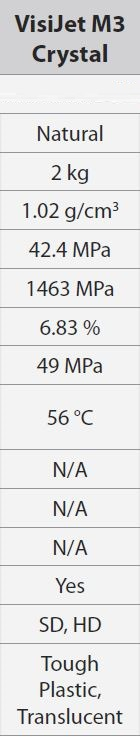 VisiJet M3
Crystal
Natural
2 kg
1.02 g/cm³
42.4 MPa
1463 MPa
6.83 %
49 MPa
56 °C
N/A
N/A
N/A
Yes
SD, HD
Tough
Plastic,
Translucent